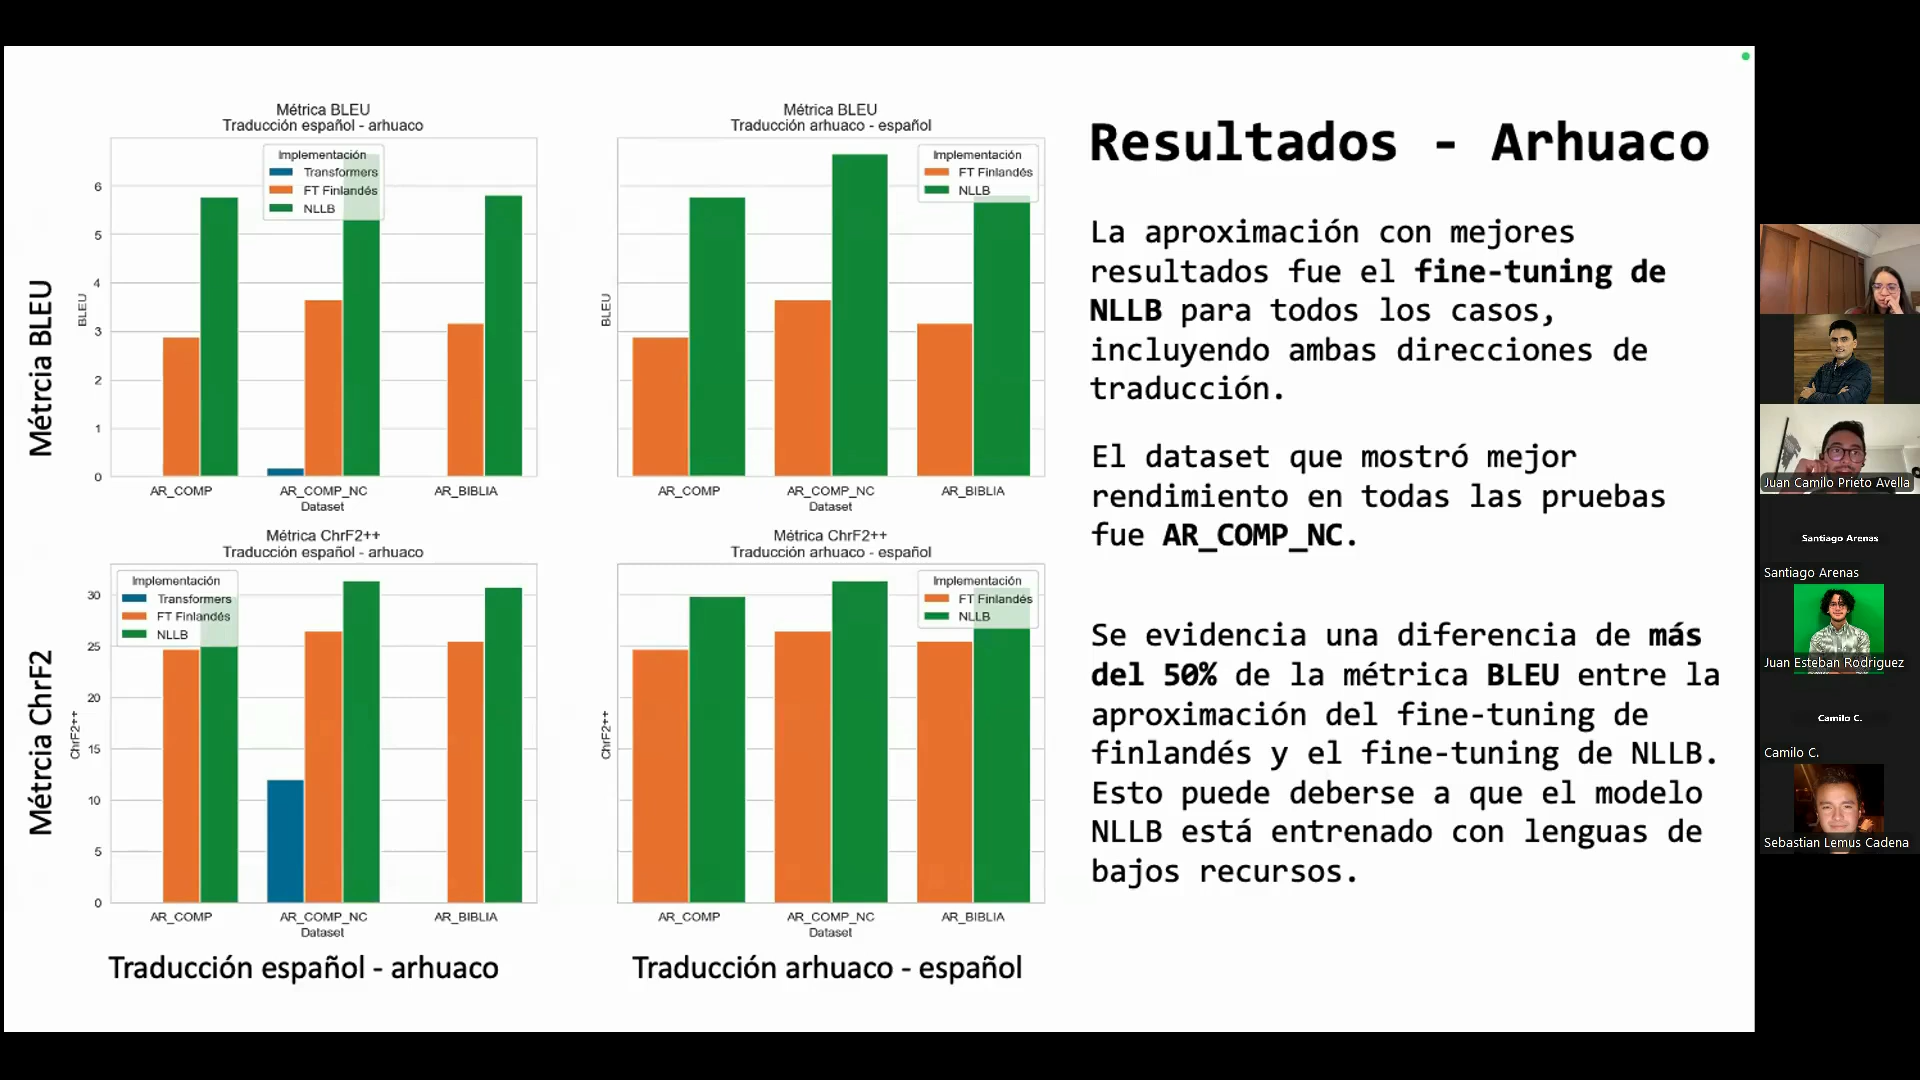 Métrcia BLEU
Métrica BLEU
Traducción español - arhuaco
Implementación
Transformers
FT Finlandés
NLLB
BLEU
6
5
4
3
2
1
0
AR_COMP
AR_COMP_NC
AR_BIBLIA
Dataset
Métrica BLEU
Traducción arhuaco - español
Implementación
FT Finlandés
NLLB
BLEU
AR_COMP
AR_COMP_NC
AR_BIBLIA
Dataset
Métrcia ChrF2
Métrica ChrF2++
Traducción español - arhuaco
Implementación
Transformers
FT Finlandés
NLLB
ChrF2++
30
25
20
15
10
5
0
AR_COMP
AR_COMP_NC
AR_BIBLIA
Dataset
Métrica ChrF2++
Traducción arhuaco - español
Implementación
FT Finlandés
NLLB
ChrF2++
AR_COMP
AR_COMP_NC
AR_BIBLIA
Dataset
Traducción español - arhuaco
Traducción arhuaco - español
Resultados - Arhuaco
La aproximación con mejores
resultados fue el fine-tuning de
NLLB para todos los casos,
incluyendo ambas direcciones de
traducción.
El dataset que mostró mejor
rendimiento en todas las pruebas
fue AR_COMP_NC.
Se evidencia una diferencia de más
del 50% de la métrica BLEU entre la
aproximación del fine-tuning de
finlandés y el fine-tuning de NLLB.
Esto puede deberse a que el modelo
NLLB está entrenado con lenguas de
bajos recursos.
Juan Camilo Prieto Avella
Santiago Arenas
Santiago Arenas
Juan Esteban Rodriguez
Camilo C.
Camilo C.
Sebastian Lemus Cadena